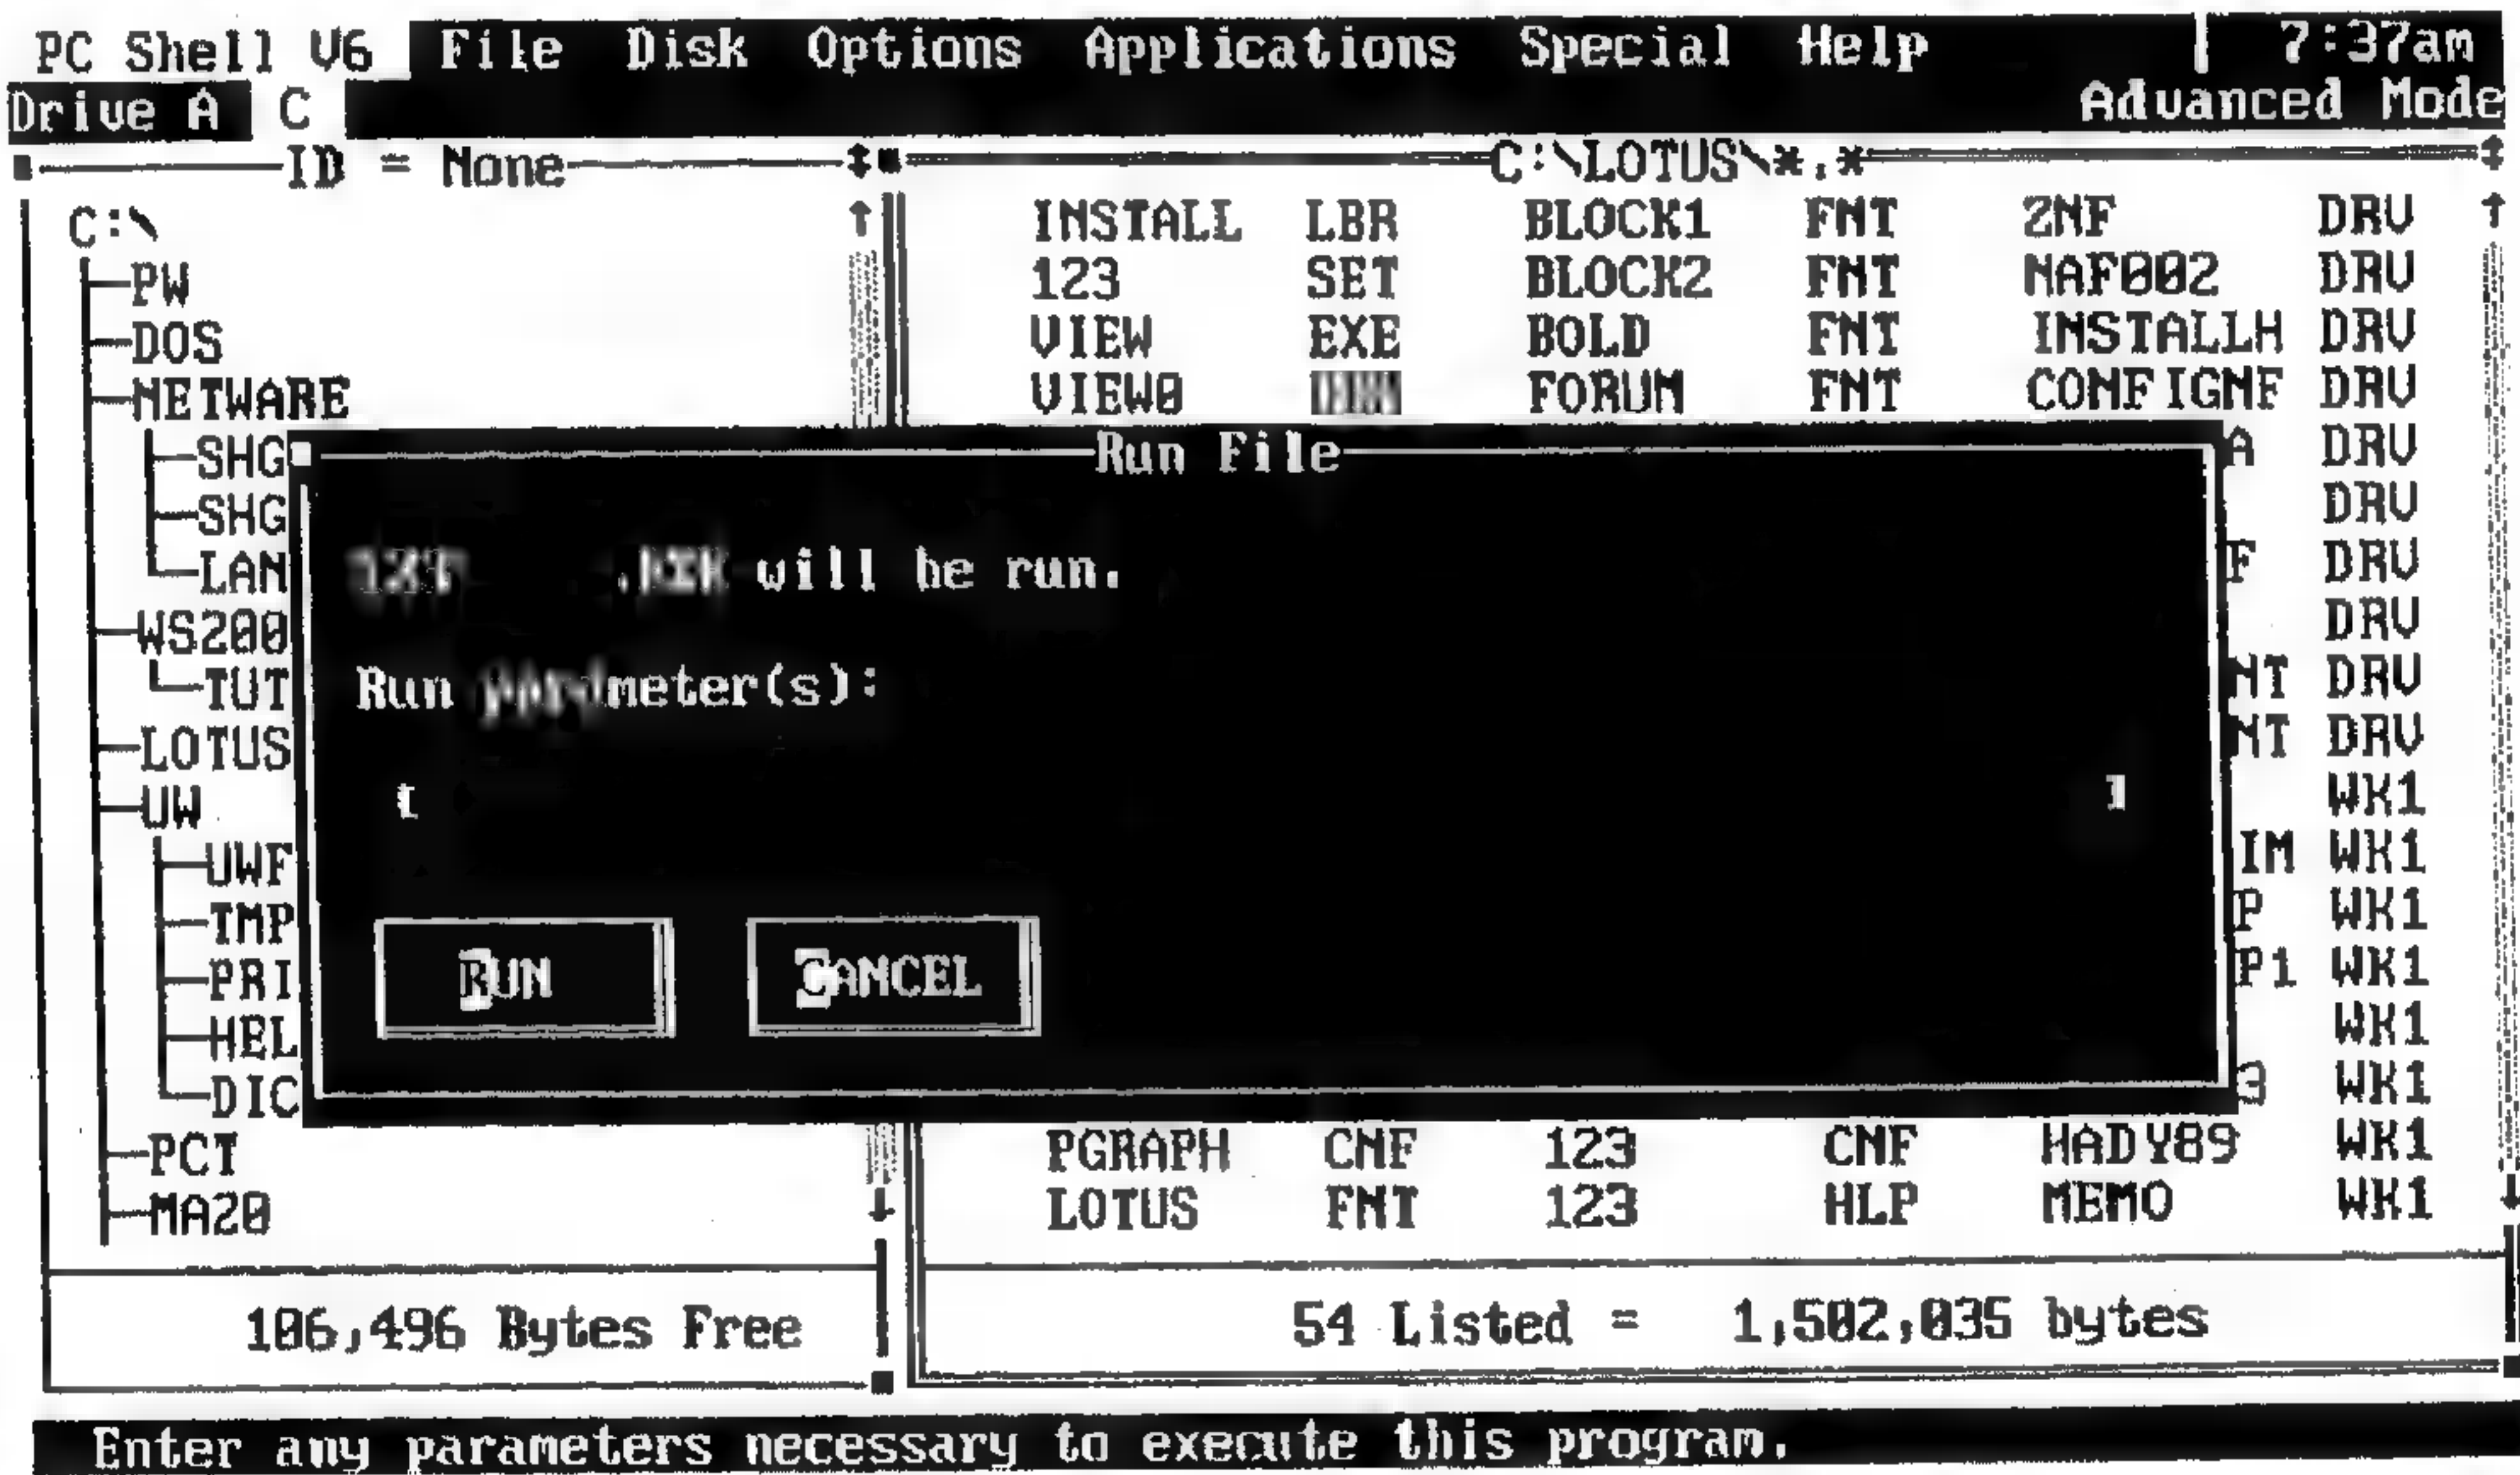 PC Shell V6 File Disk Options Applications Special Help 7:37am
Drive A C Advanced Mode
ID = None
C:\LOTUS\*.*
C:\
PW
DOS
NETWARE
SHG
SHG
LAN
WS200
TUT
LOTUS
UW
UWF
TMP
PRI
HEL
DIC
PCT
MA20
INSTALL LBR BLOCK1 FNT ZNF DRV
123 SET BLOCK2 FNT NAF002 DRV
VIEW EXE BOLD FNT INSTALLH DRV
VIEW0 FORUM FNT CONFIGNF DRV
A DRV
DRV
F DRV
DRV
NT DRV
NT DRV
WK1
IM WK1
P WK1
P1 WK1
WK1
3 WK1
PGRAPH CNF 123 CNF HADY89 WK1
LOTUS FNT 123 HLP MEMO WK1
Run File
will be run.
Run parameter(s):
[ ]
RUN CANCEL
106,496 Bytes Free
54 Listed = 1,502,035 bytes
Enter any parameters necessary to execute this program.